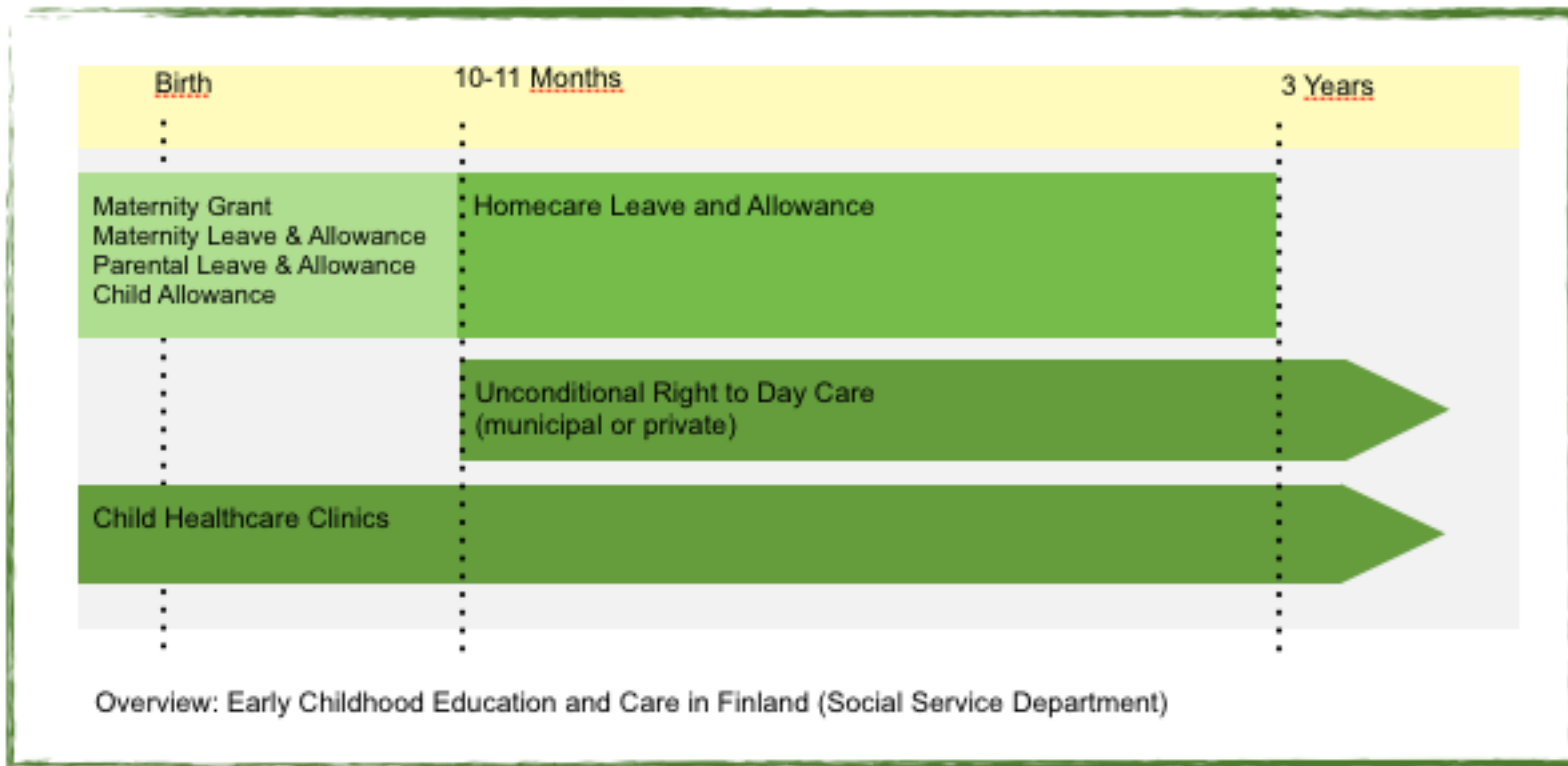 Birth
10-11 Months
3 Years
Maternity Grant
Maternity Leave & Allowance
Parental Leave & Allowance
Child Allowance
Homecare Leave and Allowance
Unconditional Right to Day Care
(municipal or private)
Child Healthcare Clinics
Overview: Early Childhood Education and Care in Finland (Social Service Department)